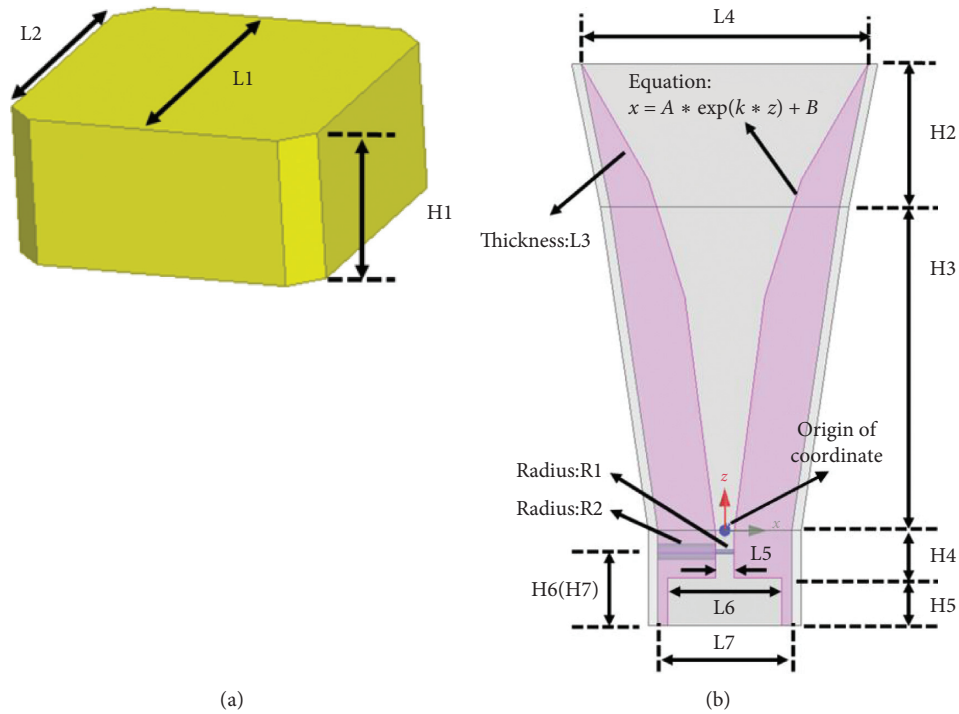 L2
L1
H1
(a)
L4
Equation:
x = A ∗ exp(k ∗ z) + B
H2
Thickness:L3
H3
Origin of
coordinate
Radius:R1
z
Radius:R2
x
L5
H4
H6(H7)
L6
H5
L7
(b)